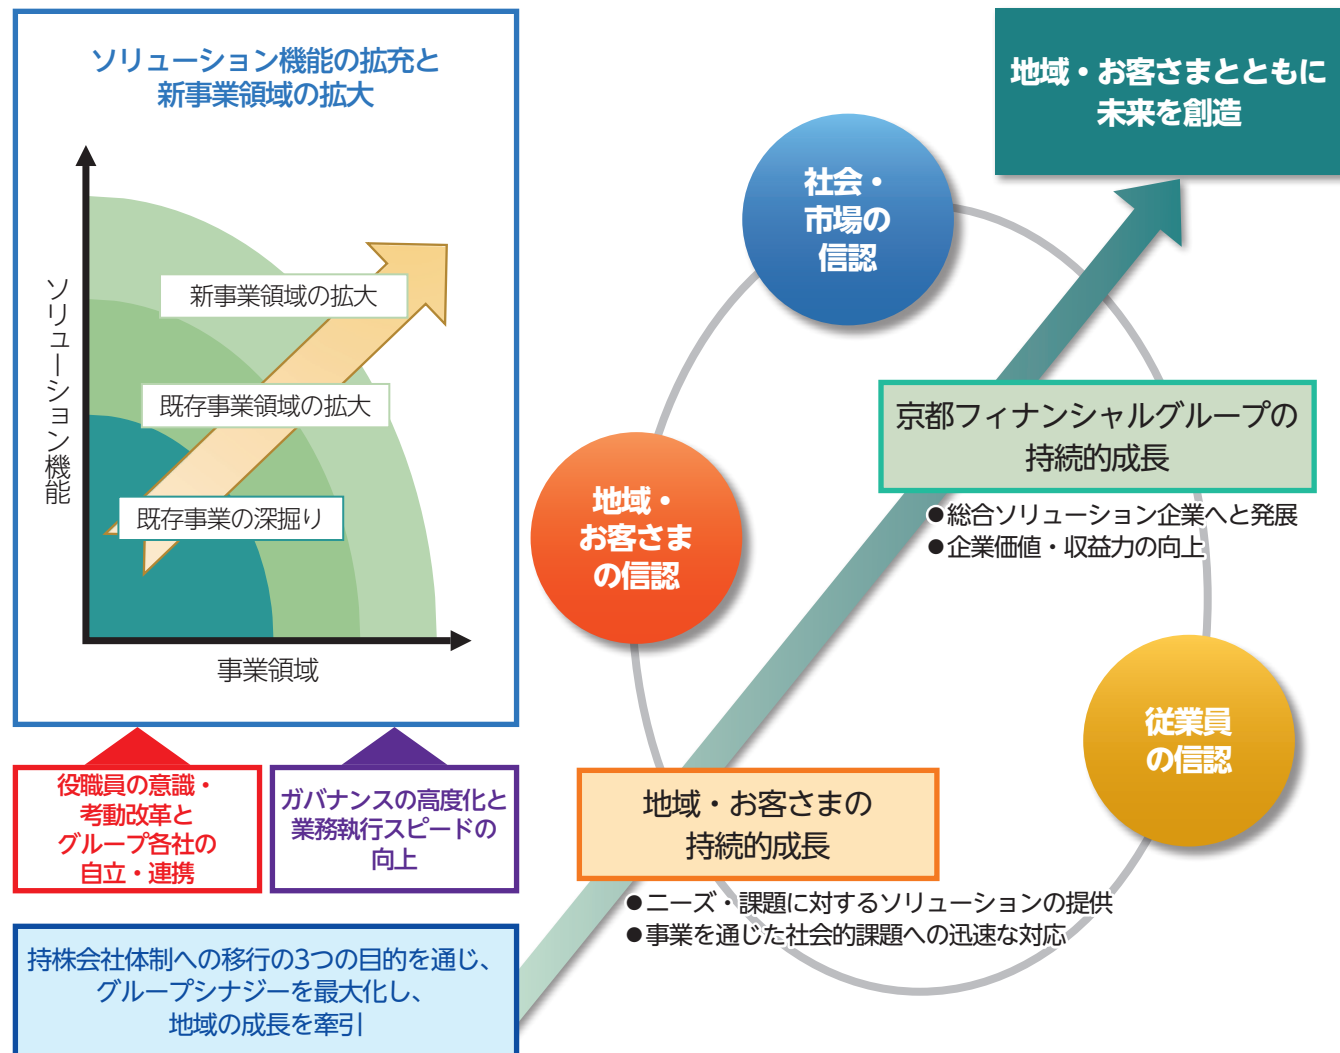 ソリューション機能の拡充と
新事業領域の拡大
ソリューション機能
新事業領域の拡大
既存事業領域の拡大
既存事業の深掘り
事業領域
役職員の意識・
考動改革と
グループ各社の
自立・連携
ガバナンスの高度化と
業務執行スピードの
向上
持株会社体制への移行の3つの目的を通じ、
グループシナジーを最大化し、
地域の成長を牽引
地域・お客さまとともに
未来を創造
社会・
市場の
信認
京都フィナンシャルグループの
持続的成長
●総合ソリューション企業へと発展
●企業価値・収益力の向上
地域・
お客さま
の信認
従業員
の信認
地域・お客さまの
持続的成長
●ニーズ・課題に対するソリューションの提供
●事業を通じた社会的課題への迅速な対応